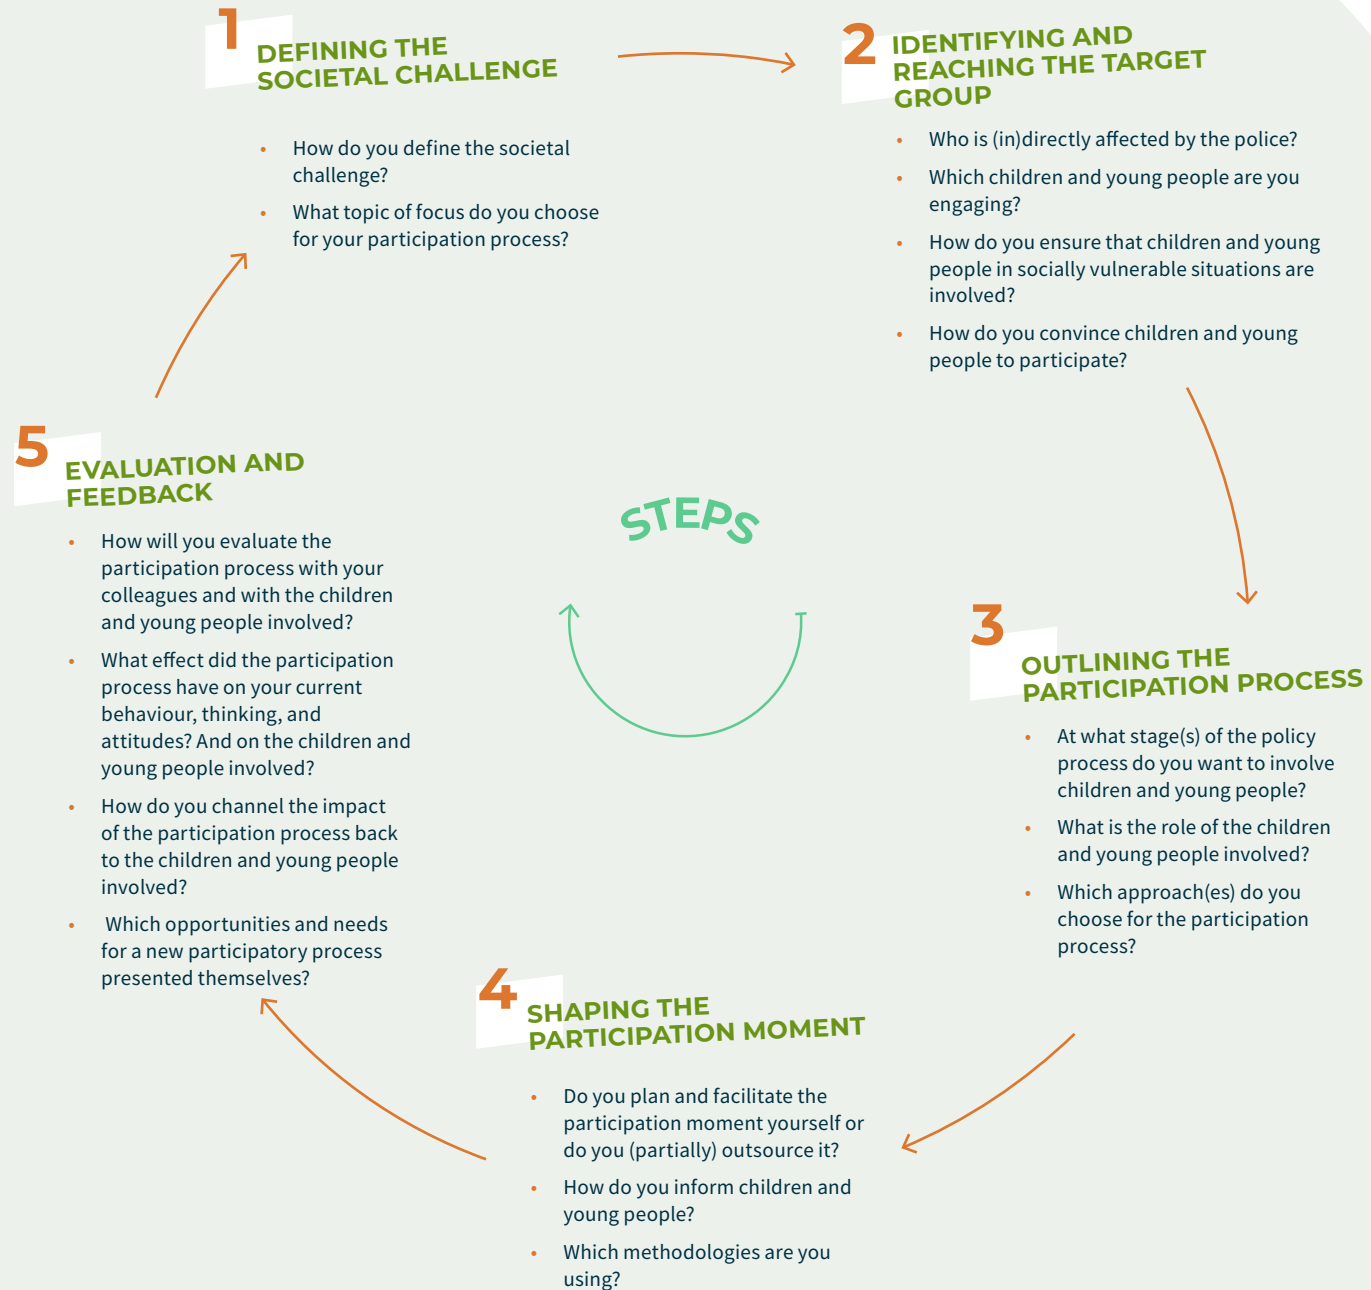 1
DEFINING THE
SOCIETAL CHALLENGE
• How do you define the societal
challenge?
• What topic of focus do you choose
for your participation process?
2
IDENTIFYING AND
REACHING THE TARGET
GROUP
• Who is (in)directly affected by the police?
• Which children and young people are you
engaging?
• How do you ensure that children and young
people in socially vulnerable situations are
involved?
• How do you convince children and young
people to participate?
STEPS
3
OUTLINING THE
PARTICIPATION PROCESS
• At what stage(s) of the policy
process do you want to involve
children and young people?
• What is the role of the children
and young people involved?
• Which approach(es) do you
choose for the participation
process?
4
SHAPING THE
PARTICIPATION MOMENT
• Do you plan and facilitate the
participation moment yourself or
do you (partially) outsource it?
• How do you inform children and
young people?
• Which methodologies are you
using?
5
EVALUATION AND
FEEDBACK
• How will you evaluate the
participation process with your
colleagues and with the children
and young people involved?
• What effect did the participation
process have on your current
behaviour, thinking, and
attitudes? And on the children and
young people involved?
• How do you channel the impact
of the participation process back
to the children and young people
involved?
• Which opportunities and needs
for a new participatory process
presented themselves?